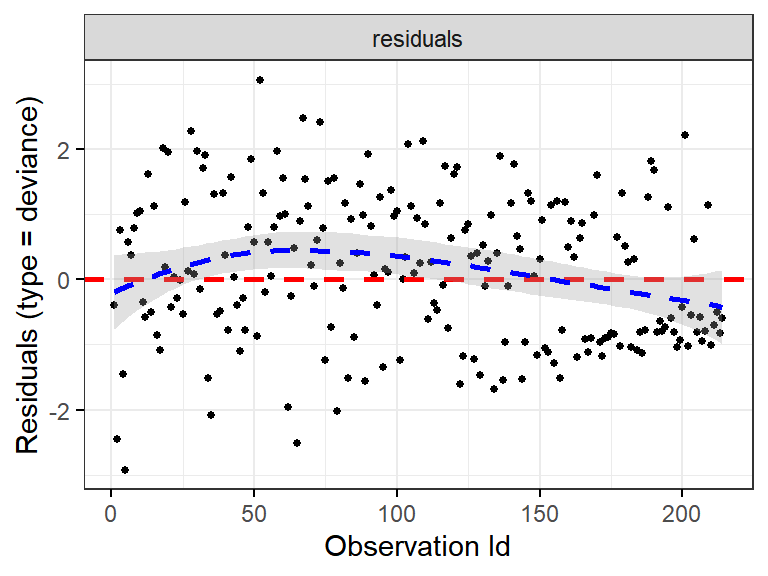 residuals
Residuals (type = deviance)
2
0
-2
0
50
100
150
200
Observation Id